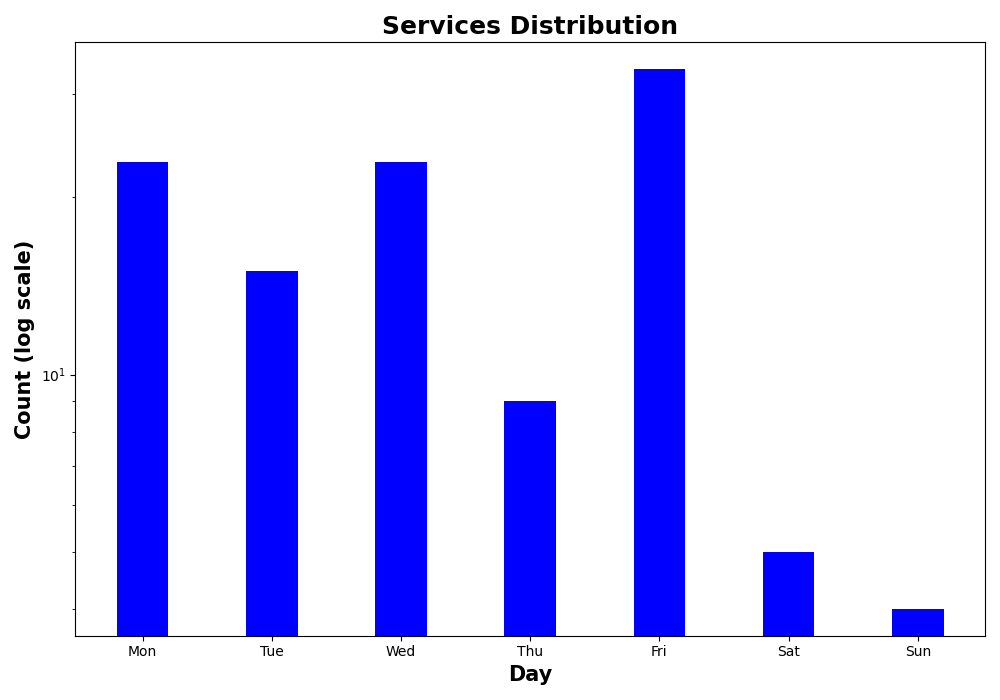 Services Distribution
Count (log scale)
10¹
Mon Tue Wed Thu Fri Sat Sun
Day